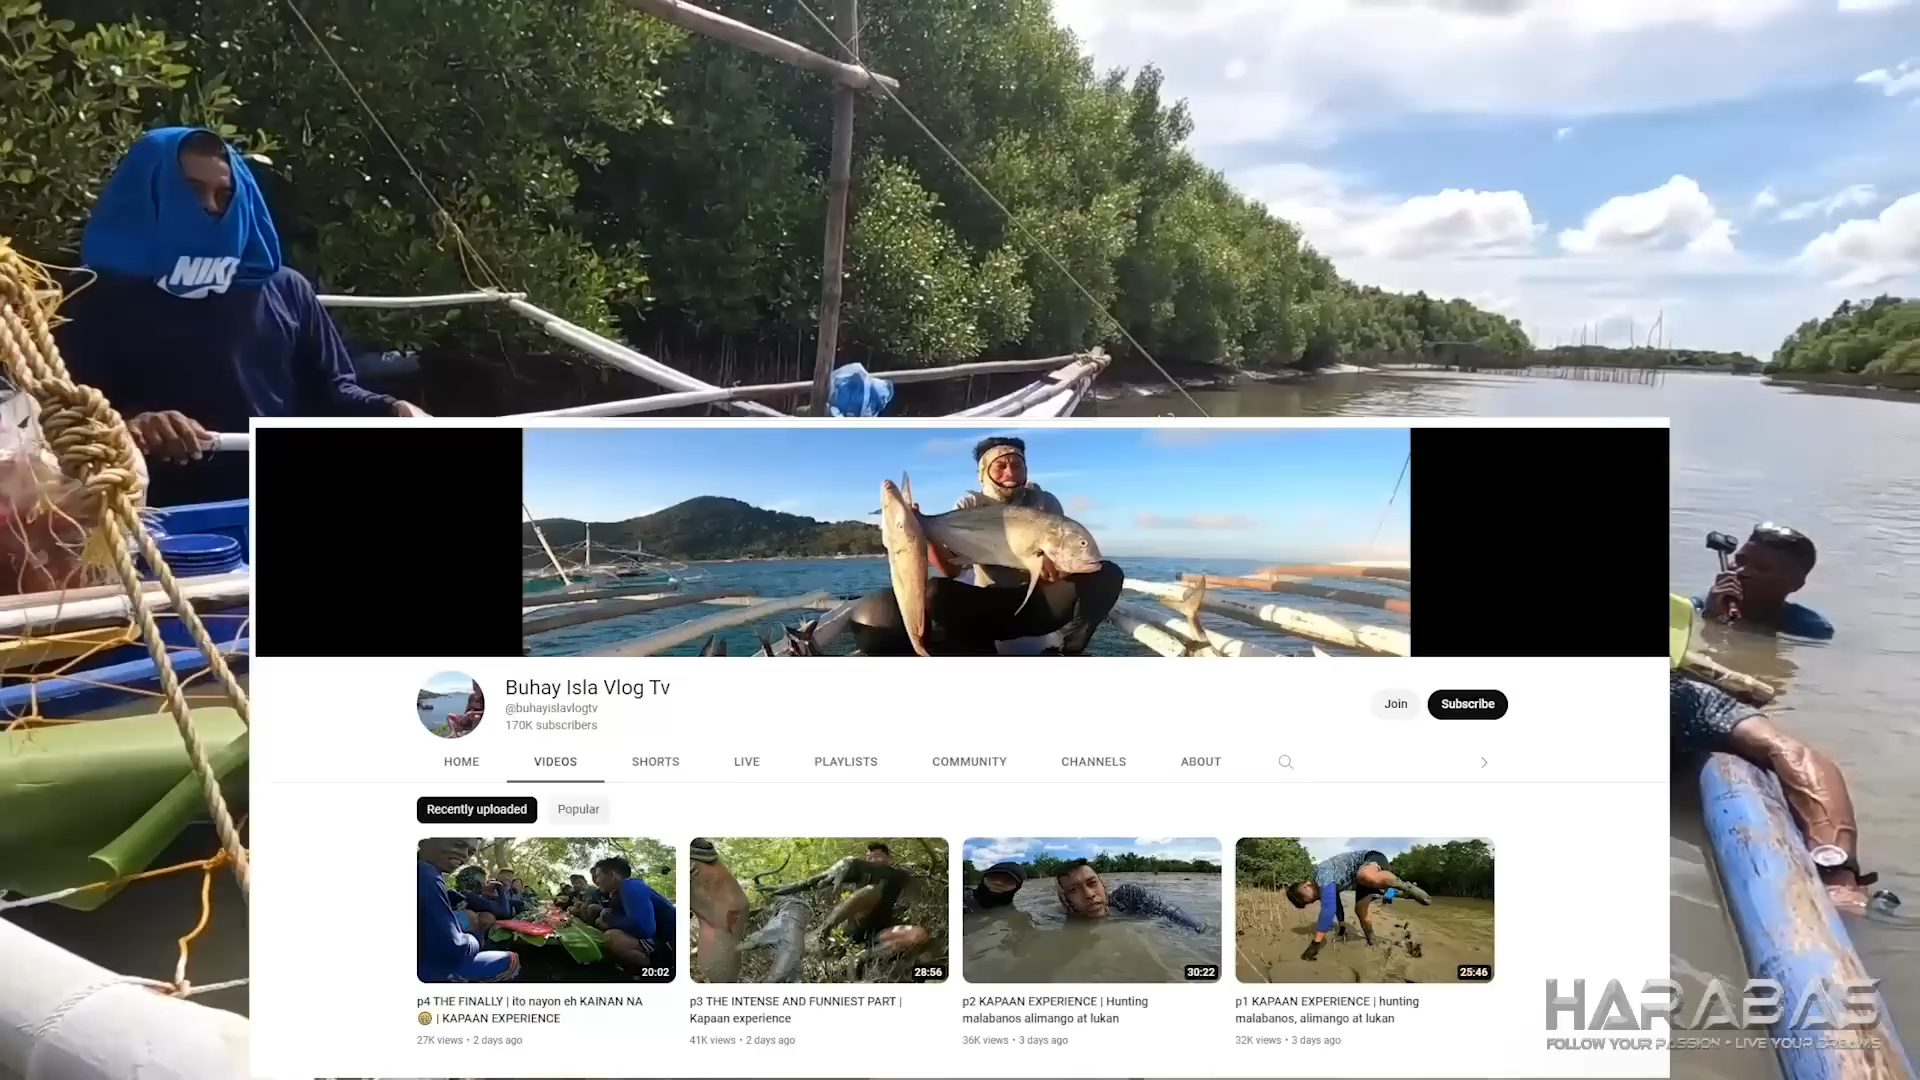 NIKE
Buhay Isla Vlog Tv
@buhayislavlogtv
170K subscribers
Join
Subscribe
HOME
VIDEOS
SHORTS
LIVE
PLAYLISTS
COMMUNITY
CHANNELS
ABOUT
Recently uploaded
Popular
20:02
28:56
30:22
25:46
p4 THE FINALLY | ito nayon eh KAINAN NA
😁 | KAPAAN EXPERIENCE
27K views • 2 days ago
p3 THE INTENSE AND FUNNIEST PART |
Kapaan experience
41K views • 2 days ago
p2 KAPAAN EXPERIENCE | Hunting
malabanos alimango at lukan
36K views • 3 days ago
p1 KAPAAN EXPERIENCE | hunting
malabanos, alimango at lukan
32K views • 3 days ago
HARABAS
FOLLOW YOUR PASSION • LIVE YOUR DREAMS